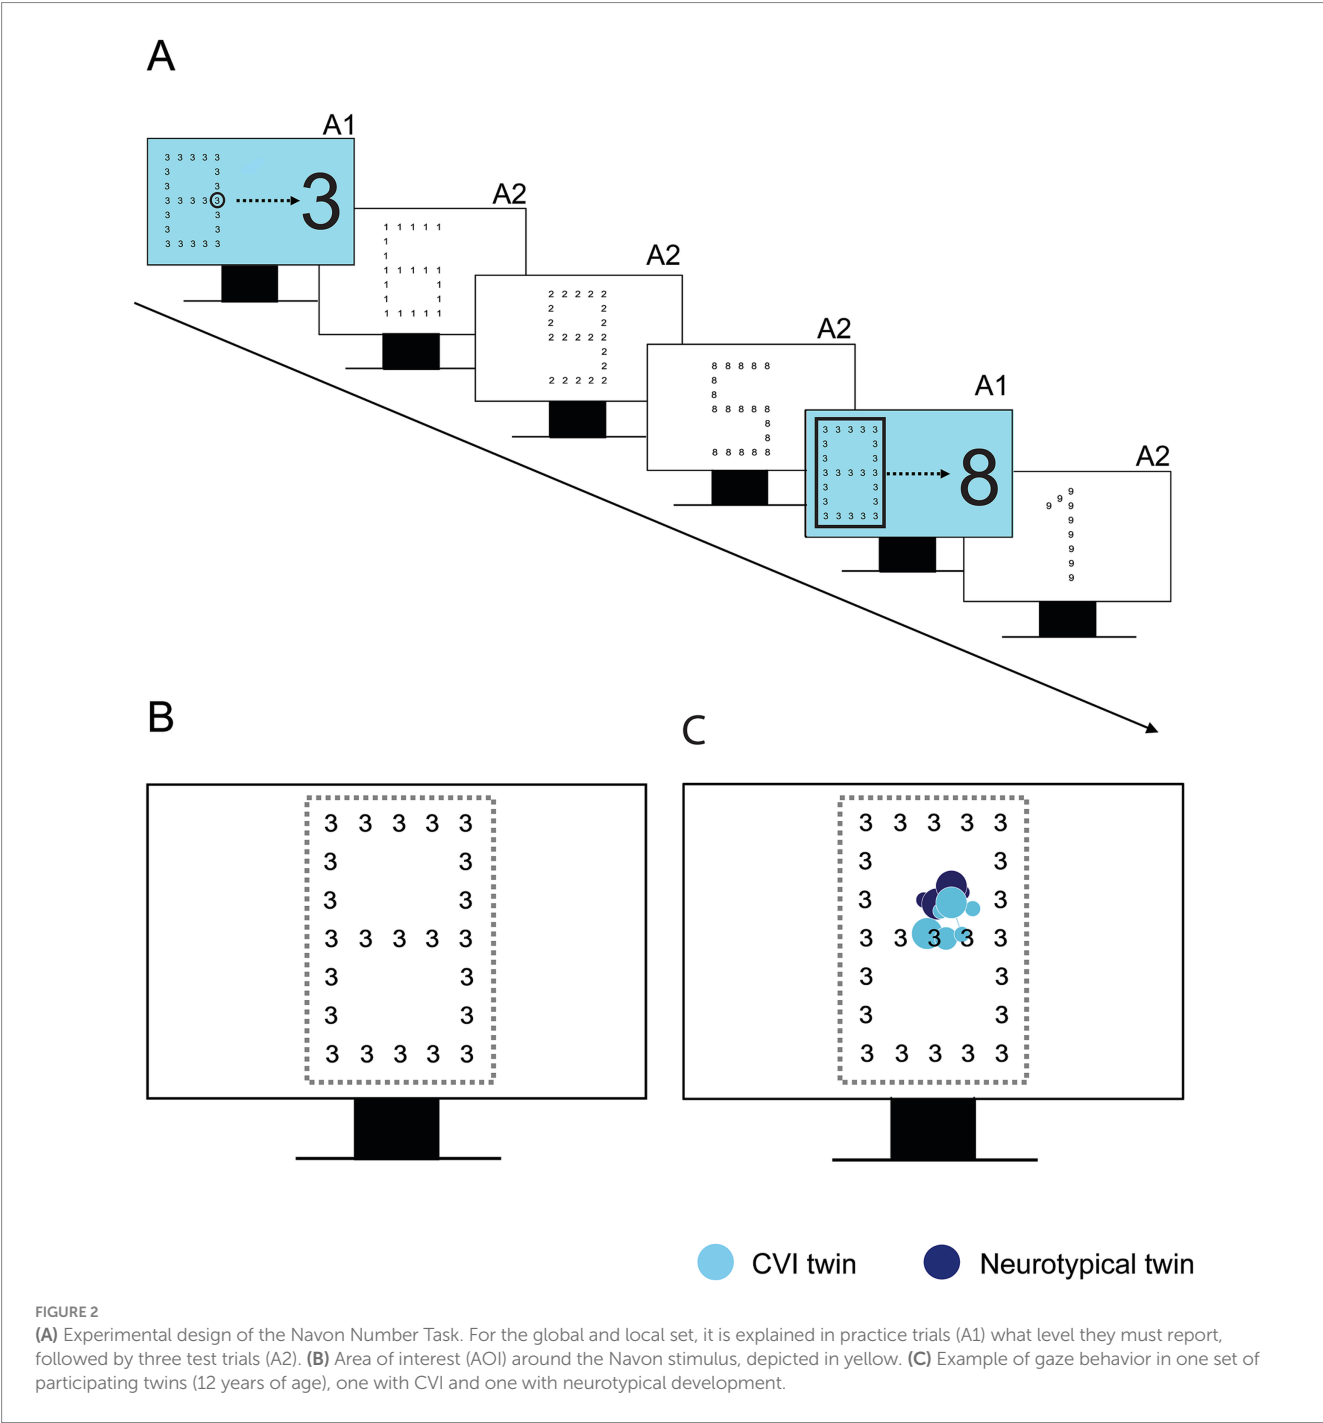 A
A1
3 3 3 3 3
3 3
3 3
3 3 3 3 3 3
3 3
3 3
3 3 3 3 3
A2
1 1 1 1 1
1
1
1 1 1 1 1
1 1
1 1
1 1 1 1 1
A2
2 2 2 2 2
2 2
2 2
2 2 2 2 2
2
2
2 2 2 2 2
A2
8 8 8 8 8
8
8
8 8 8 8 8
8
8
8 8 8 8 8
A1
3 3 3 3 3
3 3
3 3
3 3 3 3 3 8
3 3
3 3
3 3 3 3 3
A2
9
9
9 9
9
9
9
9
9
B
3 3 3 3 3
3 3
3 3
3 3 3 3 3
3 3
3 3
3 3 3 3 3
C
3 3 3 3 3
3 3
3 3
3 3 3 3 3
3 3
3 3
3 3 3 3 3
CVI twin
Neurotypical twin
FIGURE 2
(A) Experimental design of the Navon Number Task. For the global and local set, it is explained in practice trials (A1) what level they must report,
followed by three test trials (A2). (B) Area of interest (AOI) around the Navon stimulus, depicted in yellow. (C) Example of gaze behavior in one set of
participating twins (12 years of age), one with CVI and one with neurotypical development.